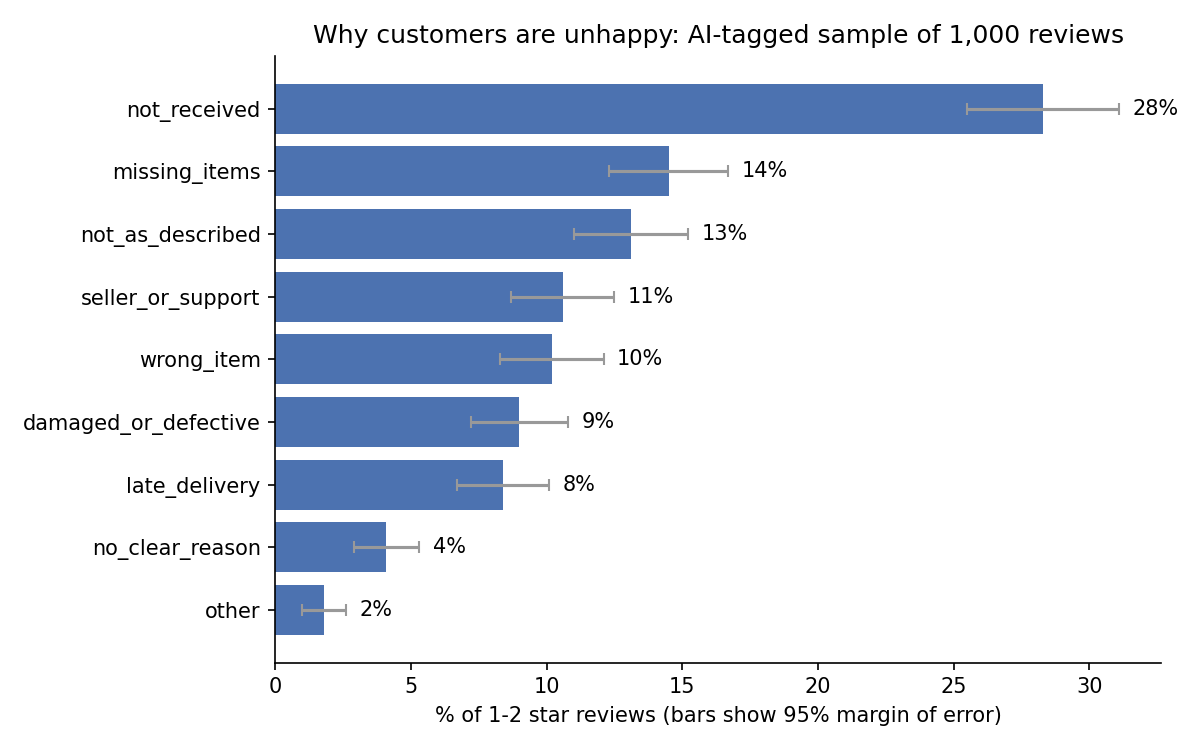 Why customers are unhappy: AI-tagged sample of 1,000 reviews
not_received 28%
missing_items 14%
not_as_described 13%
seller_or_support 11%
wrong_item 10%
damaged_or_defective 9%
late_delivery 8%
no_clear_reason 4%
other 2%
0 5 10 15 20 25 30
% of 1-2 star reviews (bars show 95% margin of error)